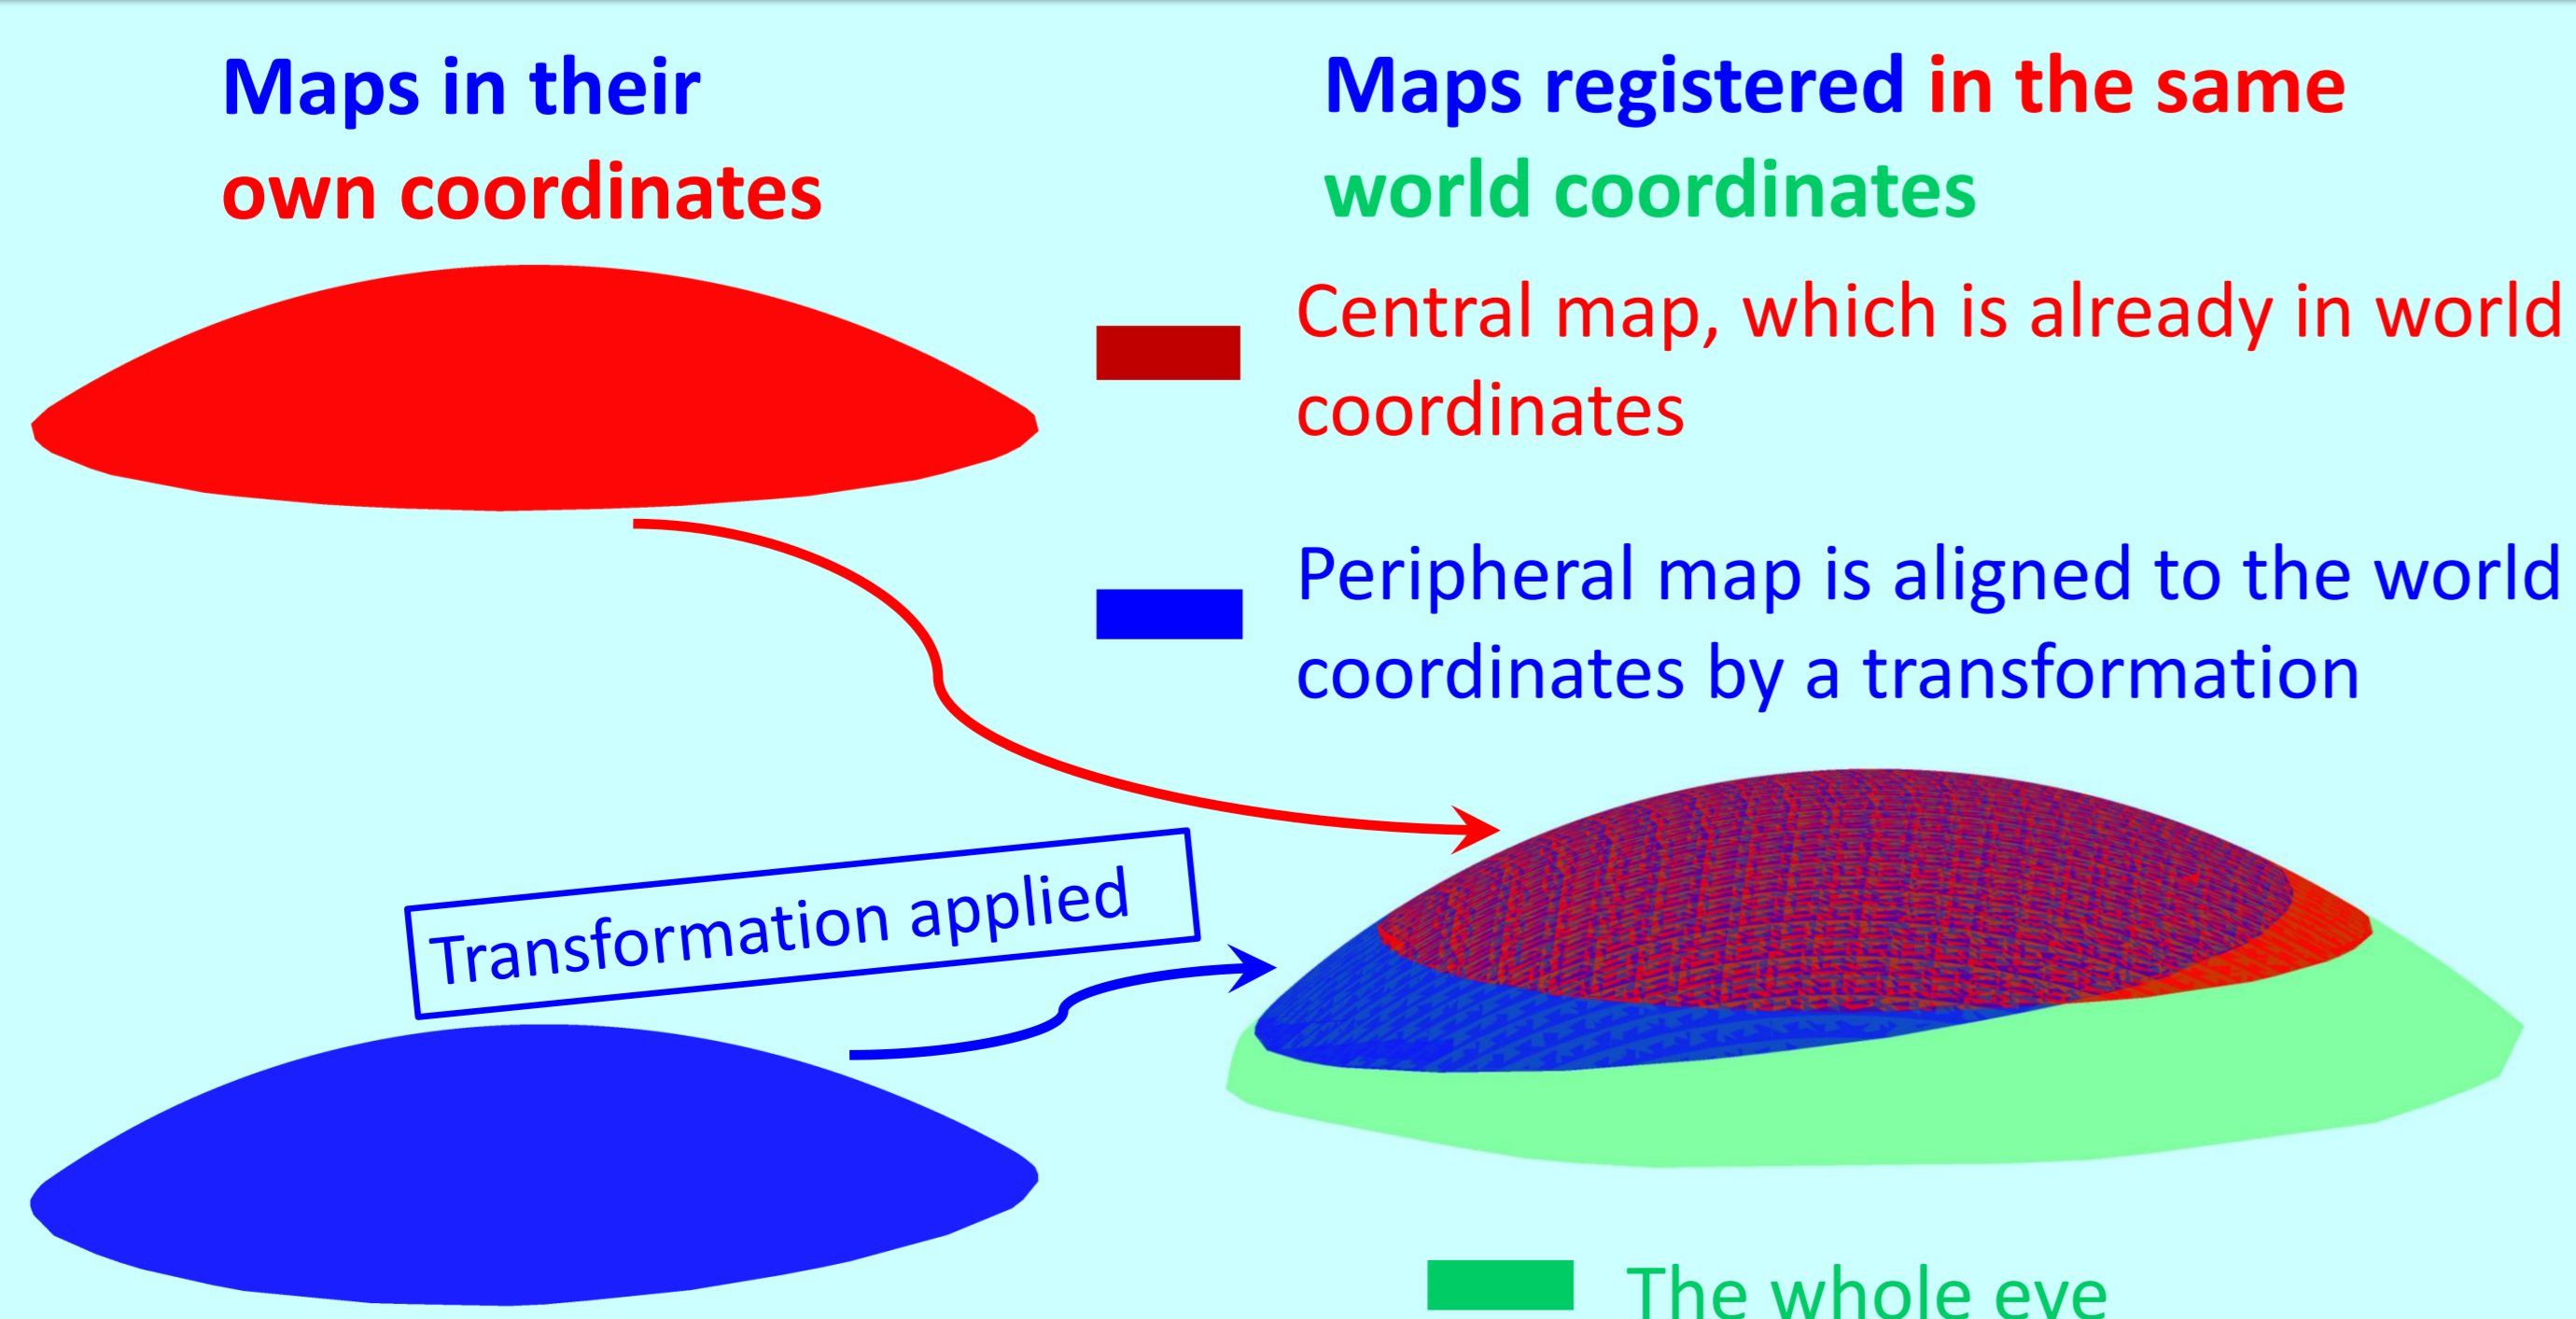 Maps in their
own coordinates
Maps registered in the same
world coordinates
Central map, which is already in world
coordinates
Peripheral map is aligned to the world
coordinates by a transformation
Transformation applied
The whole eye